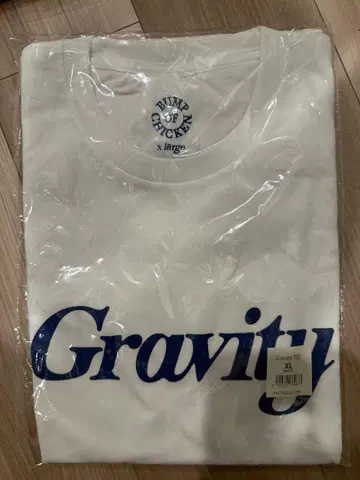 BUMP
OF
CHICKEN
x large
Gravity
XL